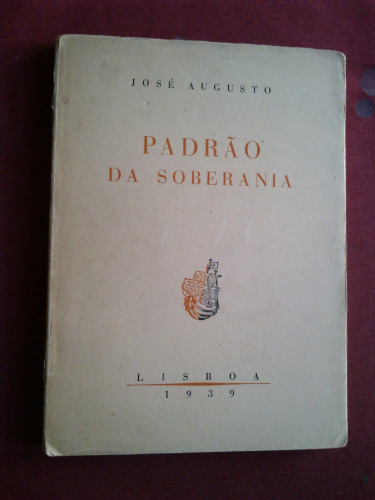 JOSÉ AUGUSTO
PADRÃO
DA SOBERANIA
LISBOA
1939